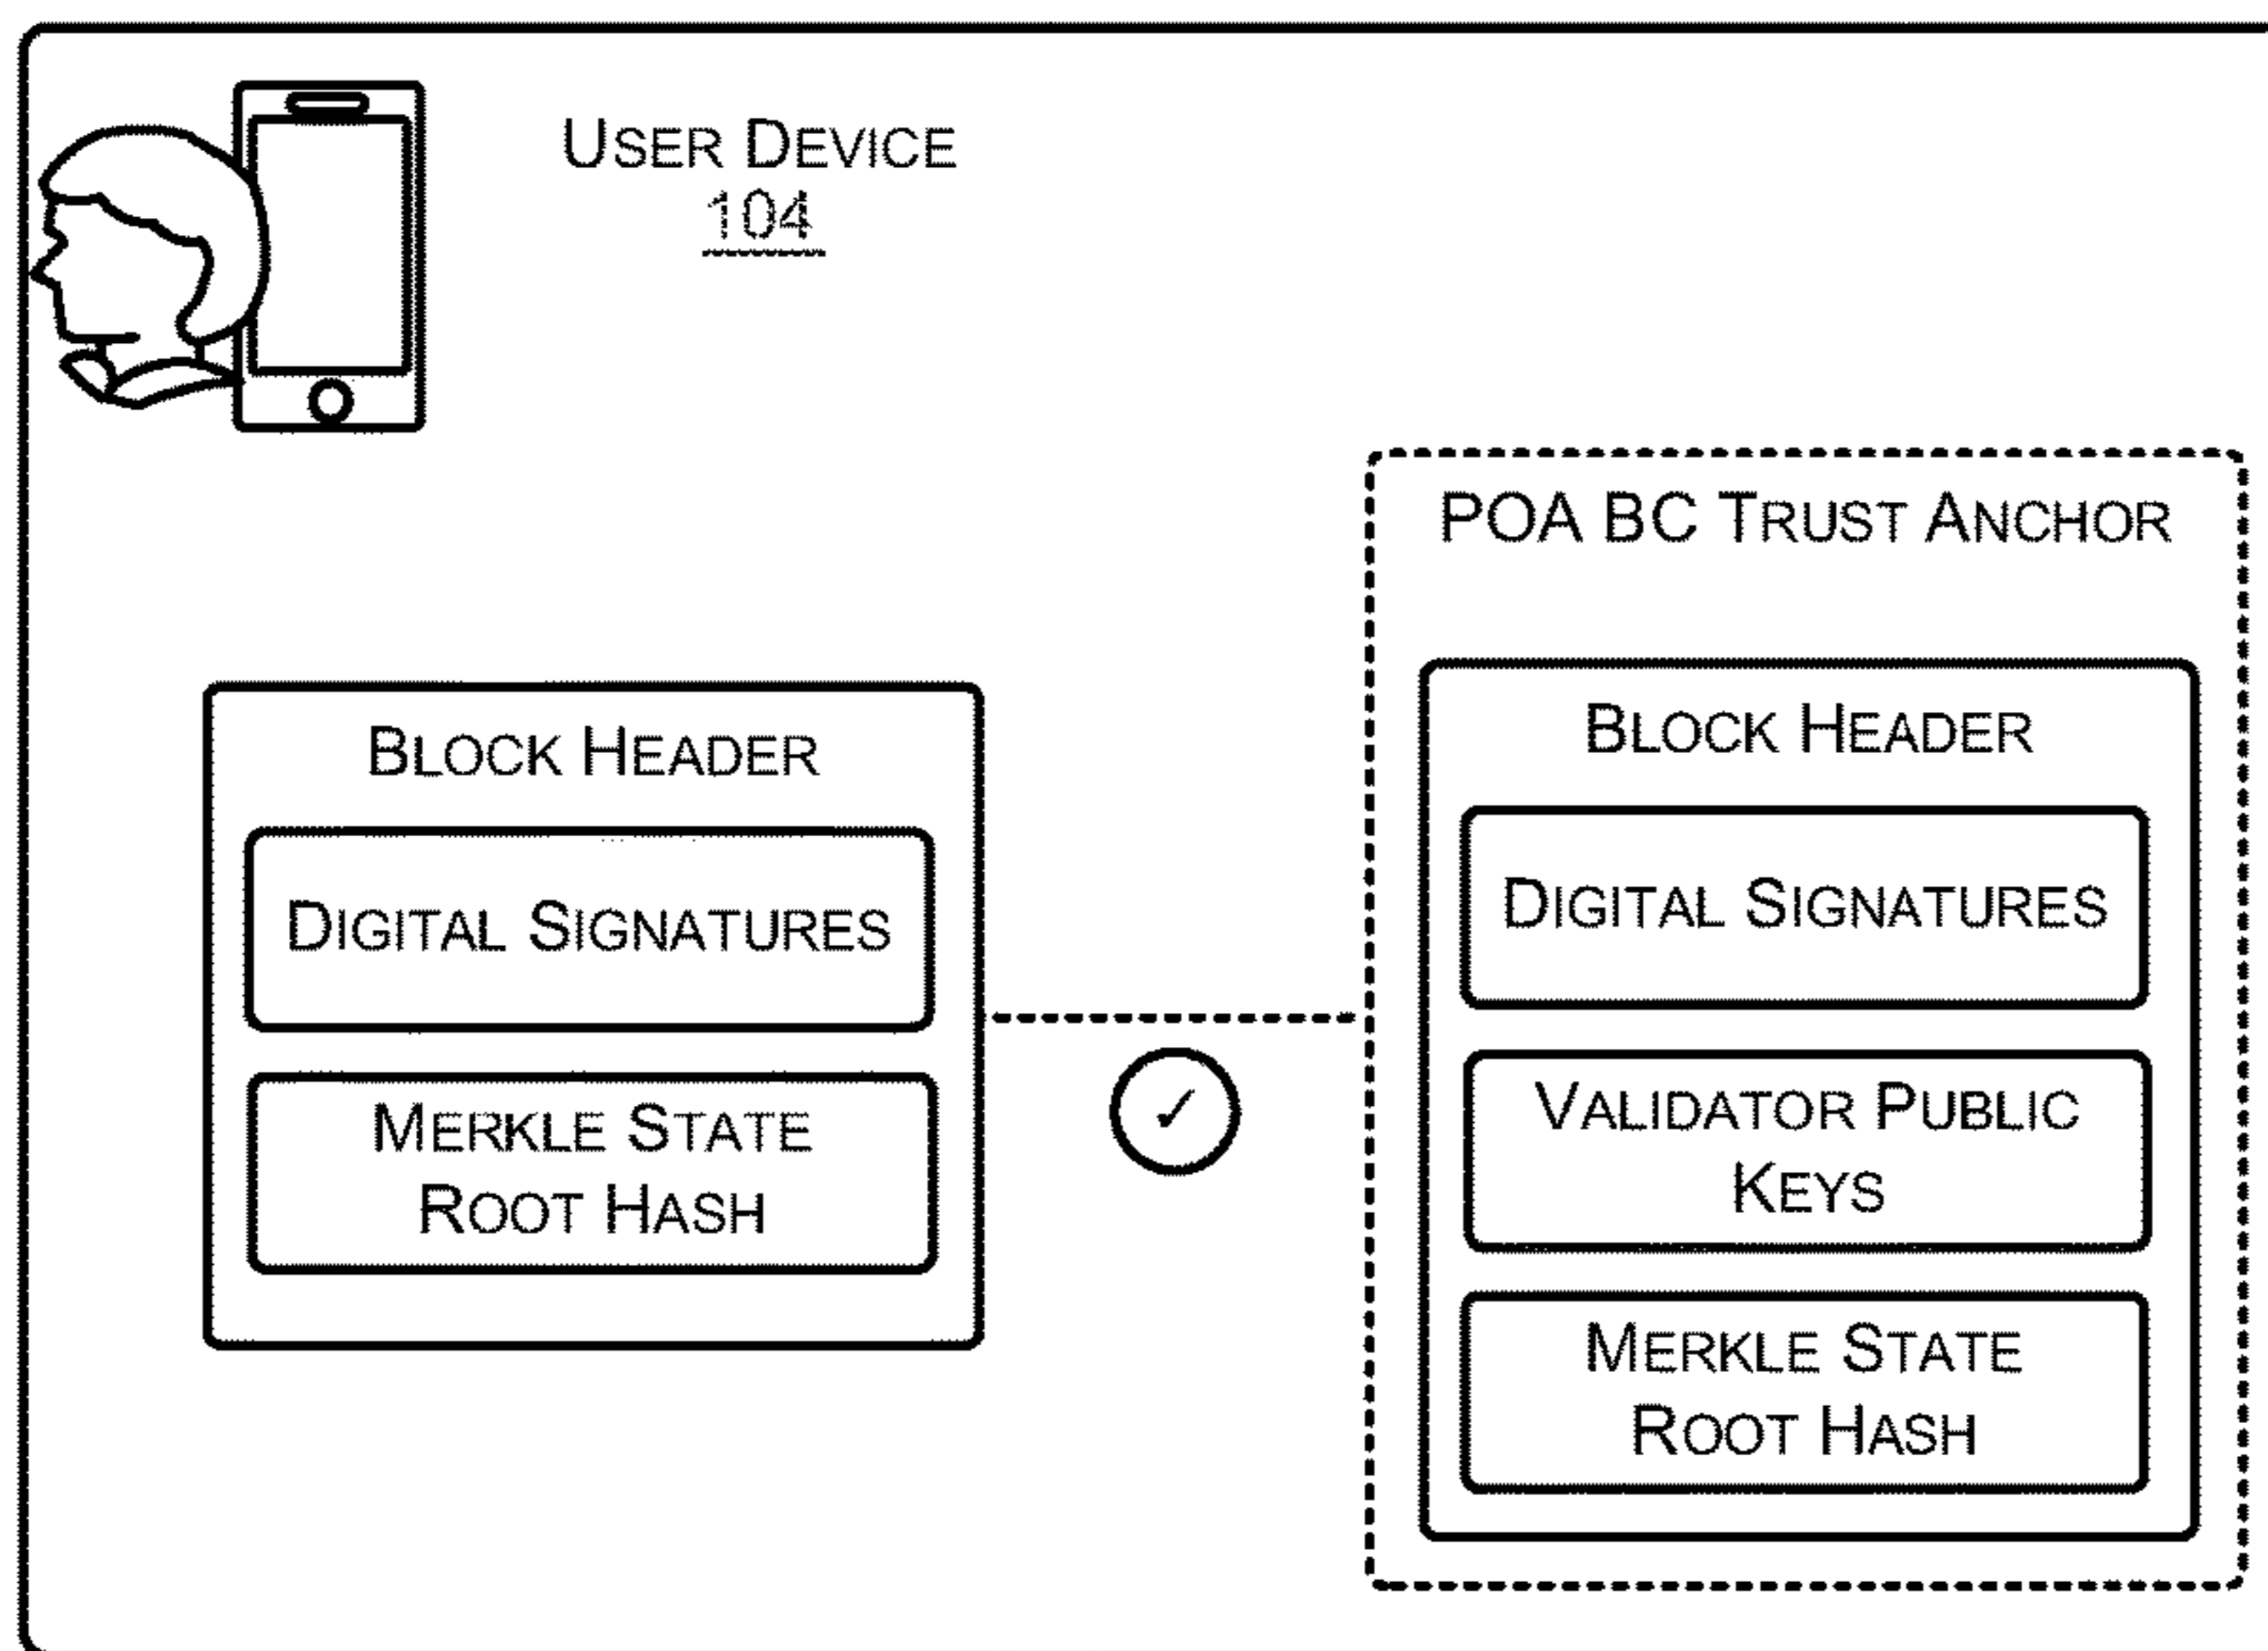 USER DEVICE
104
POA BC TRUST ANCHOR
BLOCK HEADER
DIGITAL SIGNATURES
MERKLE STATE
ROOT HASH
✓
BLOCK HEADER
DIGITAL SIGNATURES
VALIDATOR PUBLIC
KEYS
MERKLE STATE
ROOT HASH